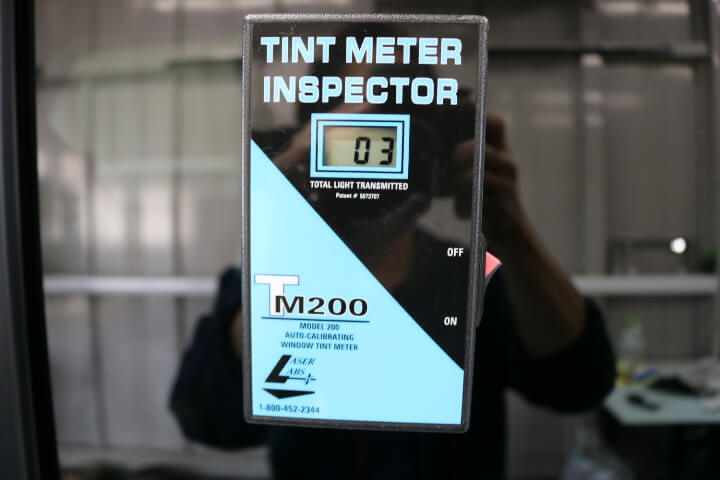 TINT METER
INSPECTOR
03
TOTAL LIGHT TRANSMITTED
Patent # 5073707
OFF
ON
TM200
MODEL 200
AUTO-CALIBRATING
WINDOW TINT METER
LASER
LABS
1-800-452-2344